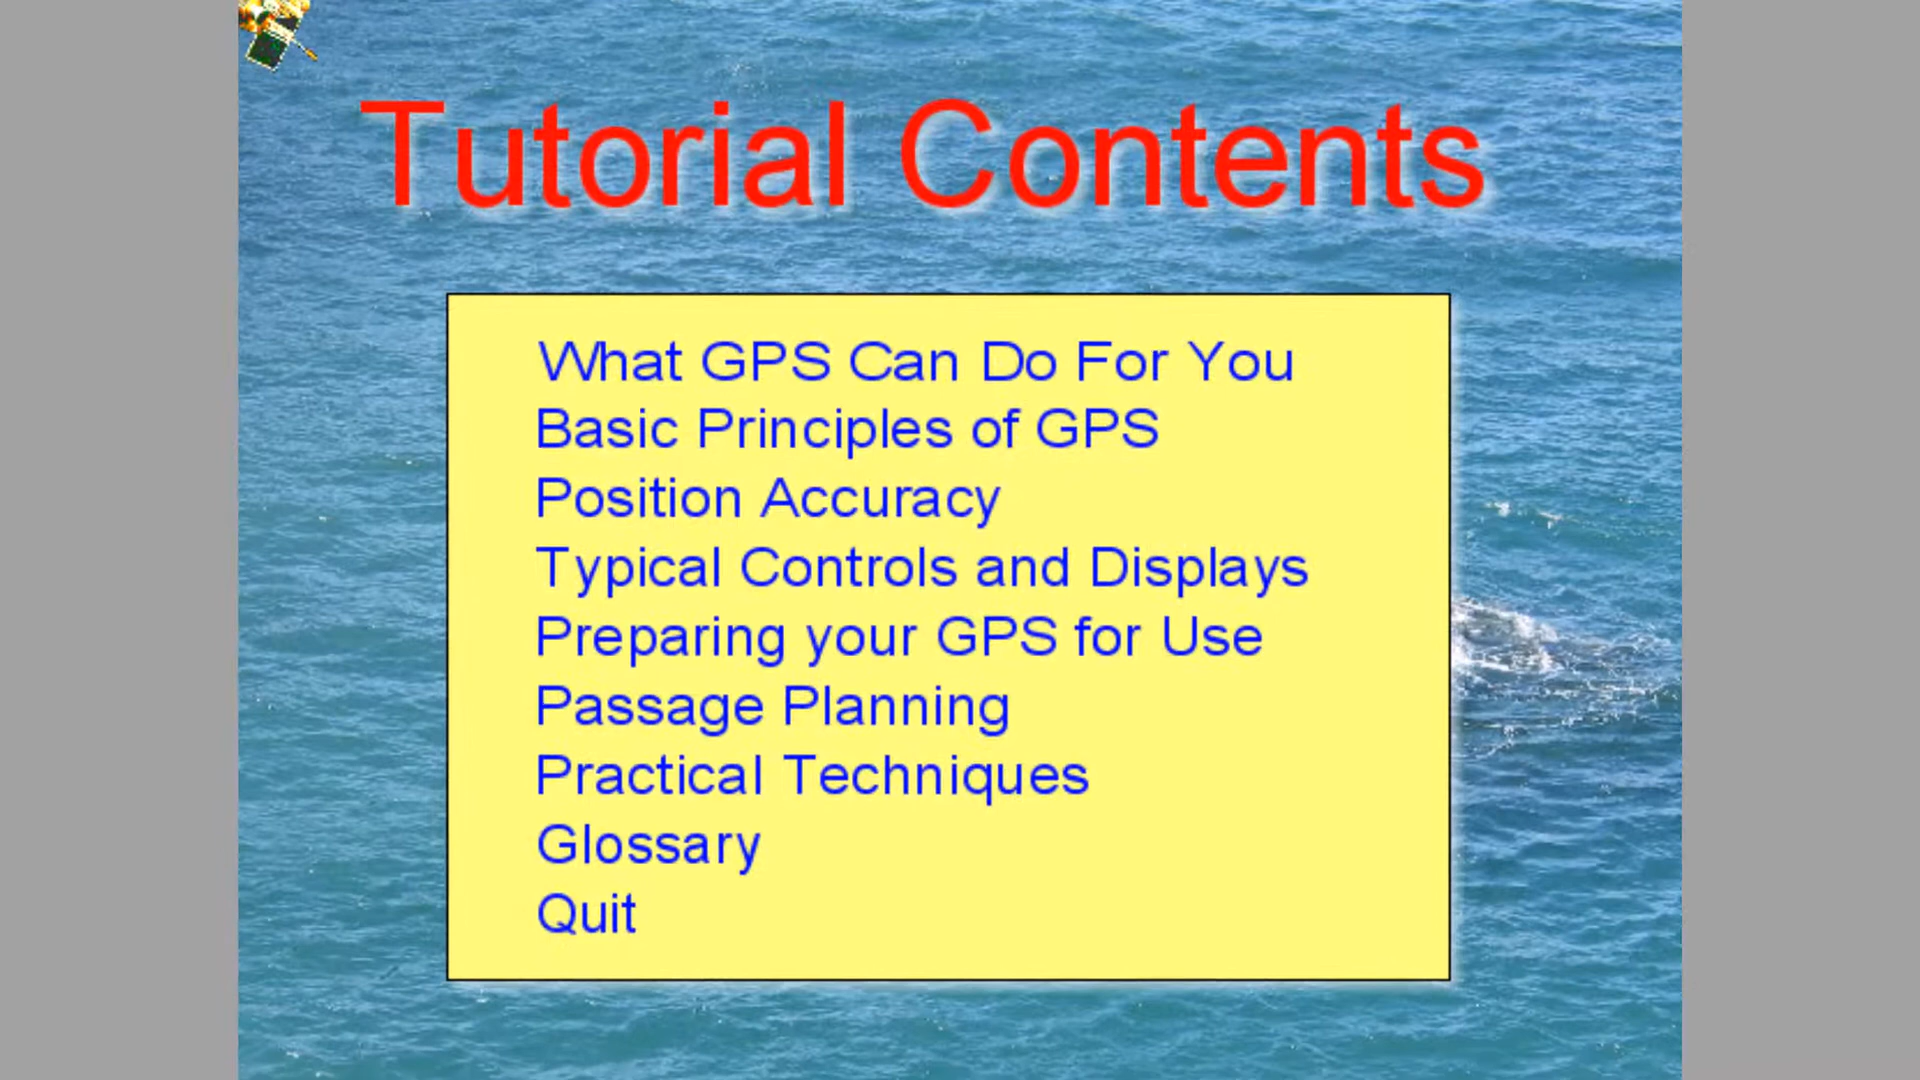 Tutorial Contents
What GPS Can Do For You
Basic Principles of GPS
Position Accuracy
Typical Controls and Displays
Preparing your GPS for Use
Passage Planning
Practical Techniques
Glossary
Quit